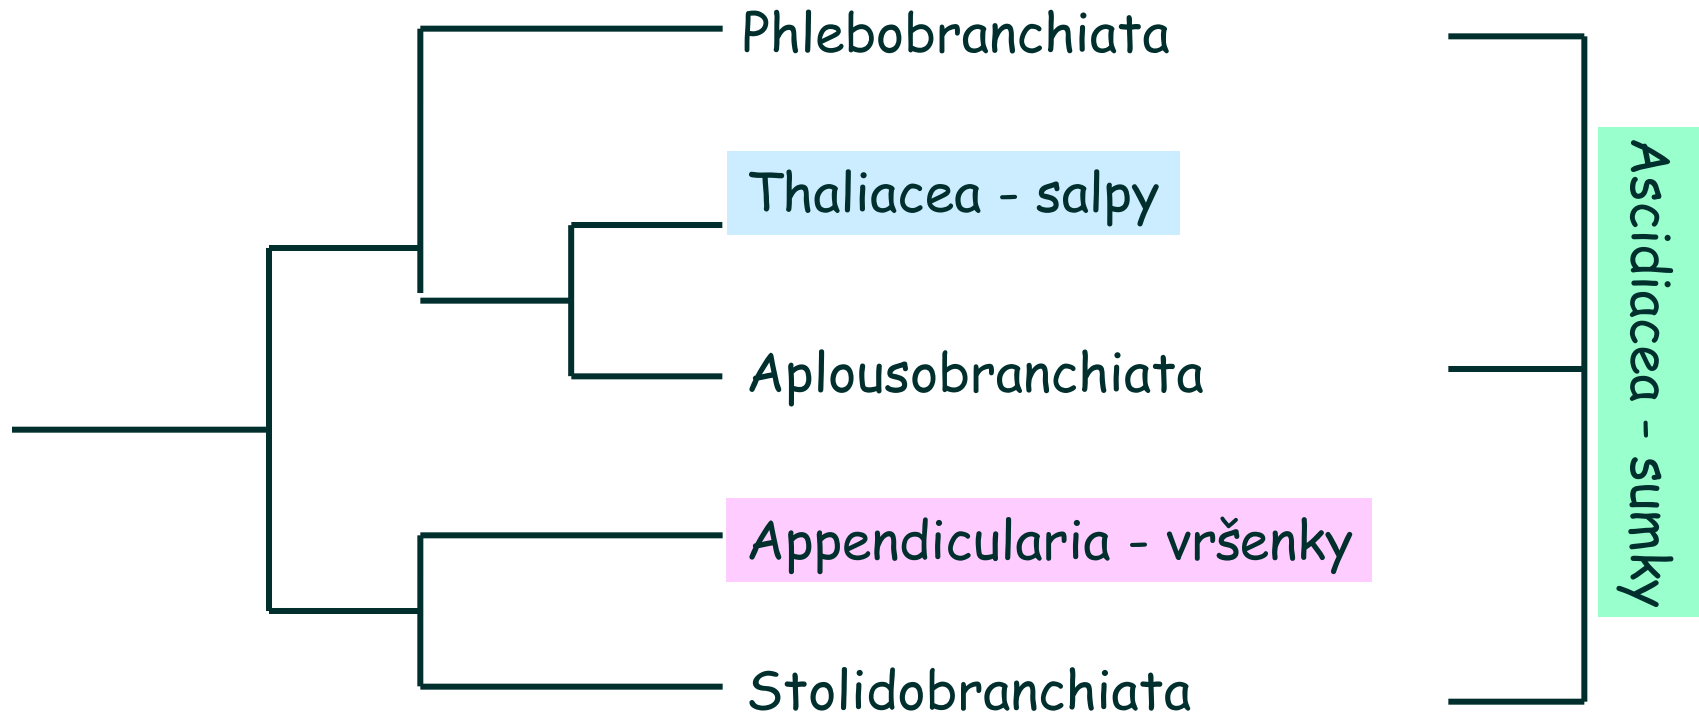 Phlebobranchiata
Thaliacea - salpy
Aplousobranchiata
Appendicularia - vršenky
Stolidobranchiata
Ascidiacea - sumky